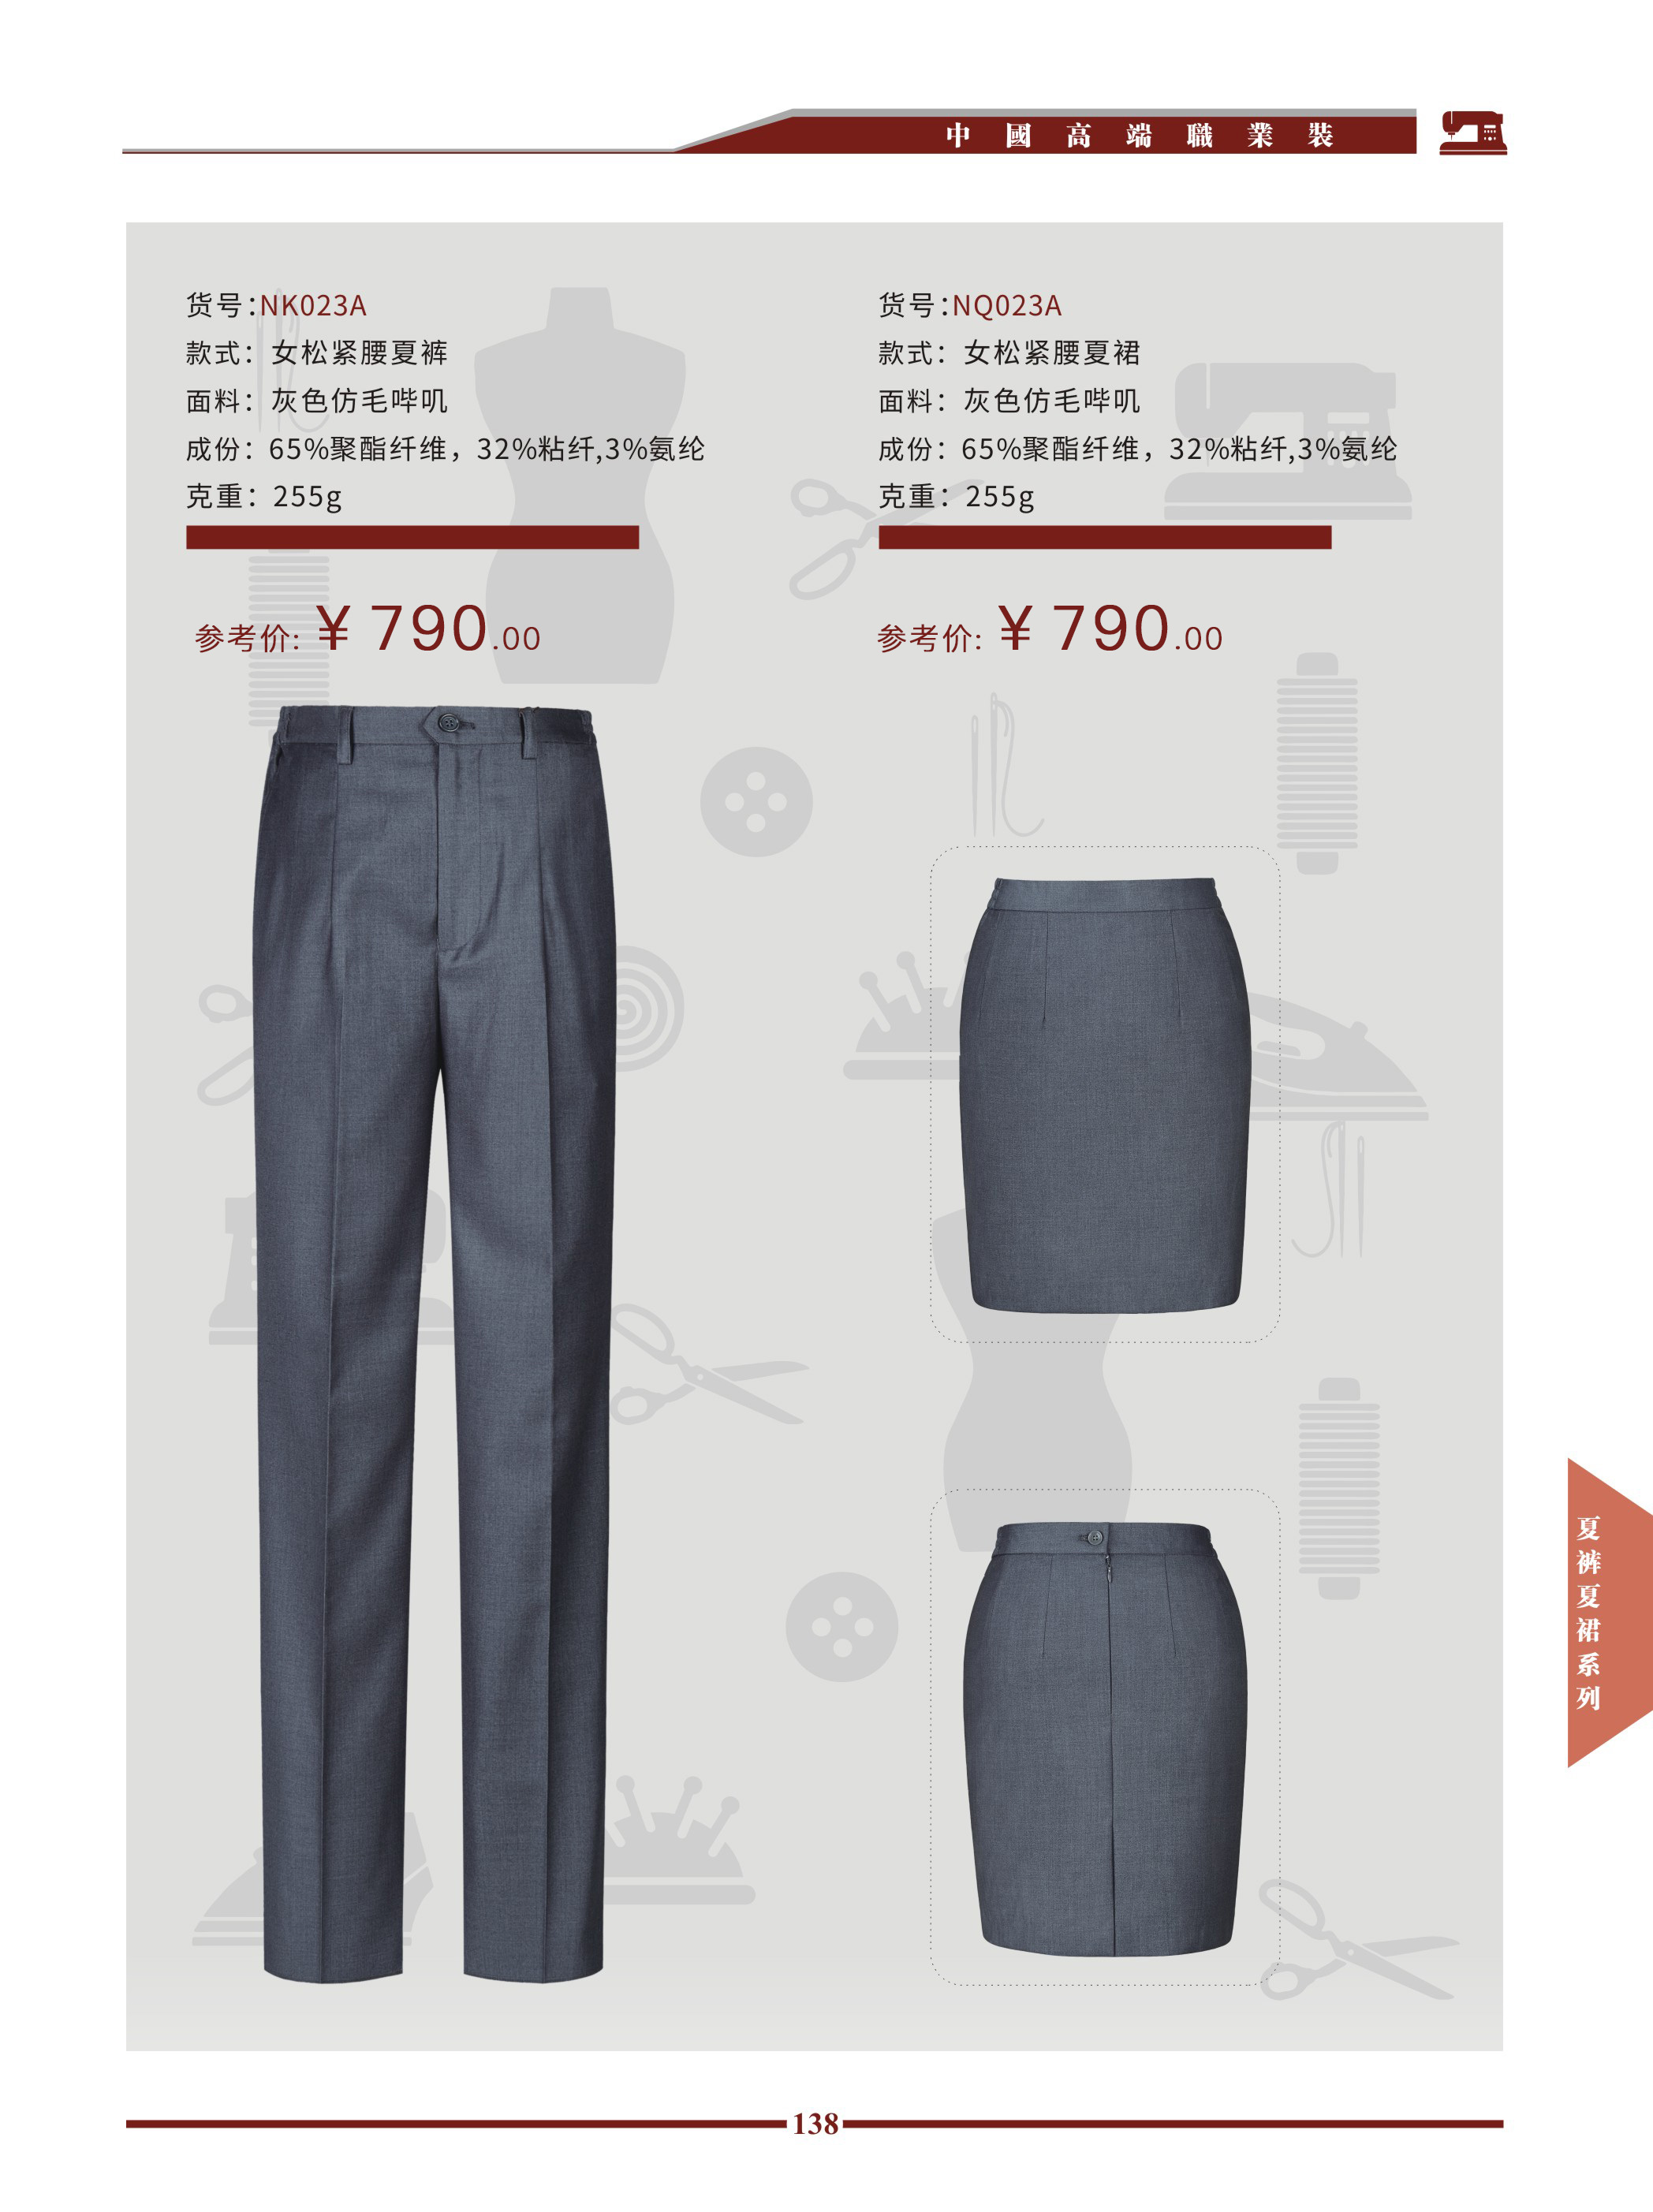 中國高端職業裝
货号:NK023A
款式：女松紧腰夏裤
面料：灰色仿毛哔叽
成份：65%聚酯纤维，32%粘纤,3%氨纶
克重：255g
参考价: ¥ 790.00
货号:NQ023A
款式：女松紧腰夏裙
面料：灰色仿毛哔叽
成份：65%聚酯纤维，32%粘纤,3%氨纶
克重：255g
参考价: ¥ 790.00
夏裤夏裙系列
138